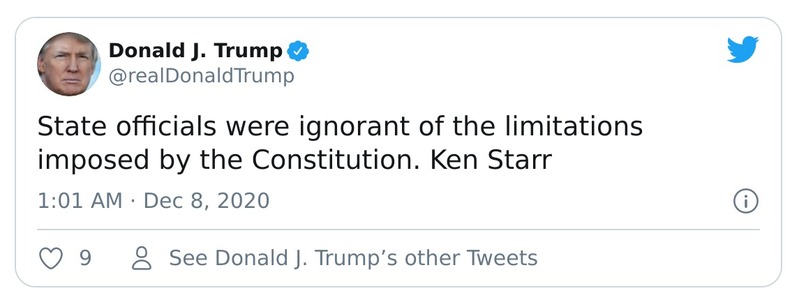 Donald J. Trump
@realDonaldTrump
State officials were ignorant of the limitations
imposed by the Constitution. Ken Starr
1:01 AM · Dec 8, 2020
9 See Donald J. Trump’s other Tweets